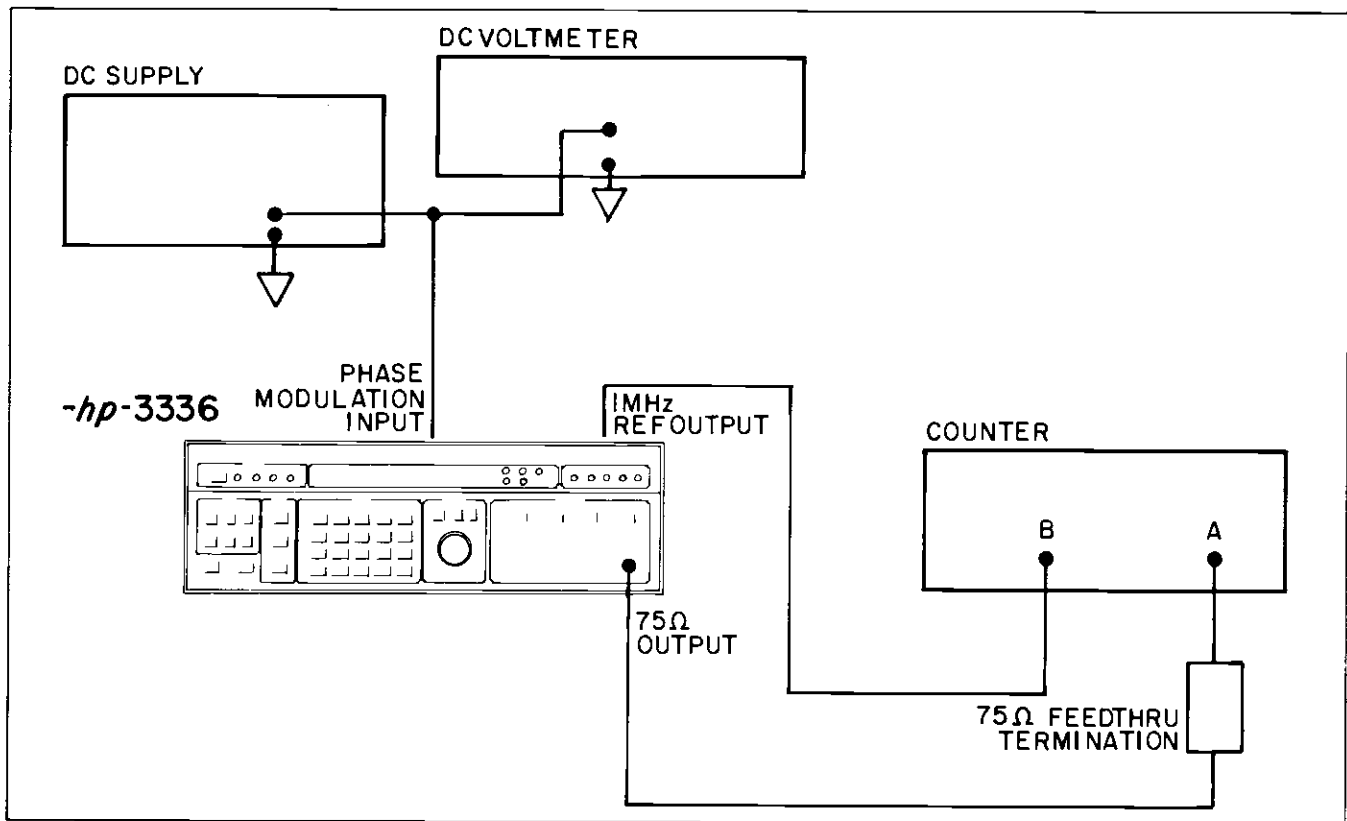 DC VOLTMETER
DC SUPPLY
PHASE
MODULATION
INPUT
-hp-3336
1MHz
REF OUTPUT
COUNTER
B
A
75Ω
OUTPUT
75Ω FEEDTHRU
TERMINATION